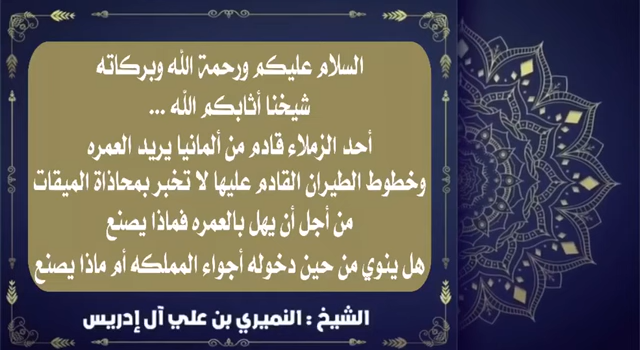 السلام عليكم ورحمة الله وبركاته
شيخنا أثابكم الله ...
أحد الزملاء قادم من ألمانيا يريد العمره
وخطوط الطيران القادم عليها لا تخبر بمحاذاة الميقات
من أجل أن يهل بالعمره فماذا يصنع
هل ينوي من حين دخوله أجواء المملكه أم ماذا يصنع
الشيخ : النميري بن علي آل إدريس